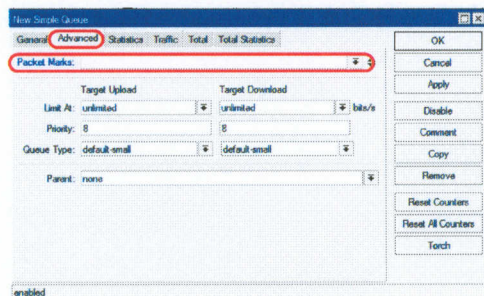 New Simple Queue
General Advanced Statistics Traffic Total Total Statistics
Packet Marks:
Target Upload Target Download
Limit At: unlimited unlimited bits/s
Priority: 8 8
Queue Type: default-small default-small
Parent: none
OK
Cancel
Apply
Disable
Comment
Copy
Remove
Reset Counters
Reset All Counters
Torch
enabled